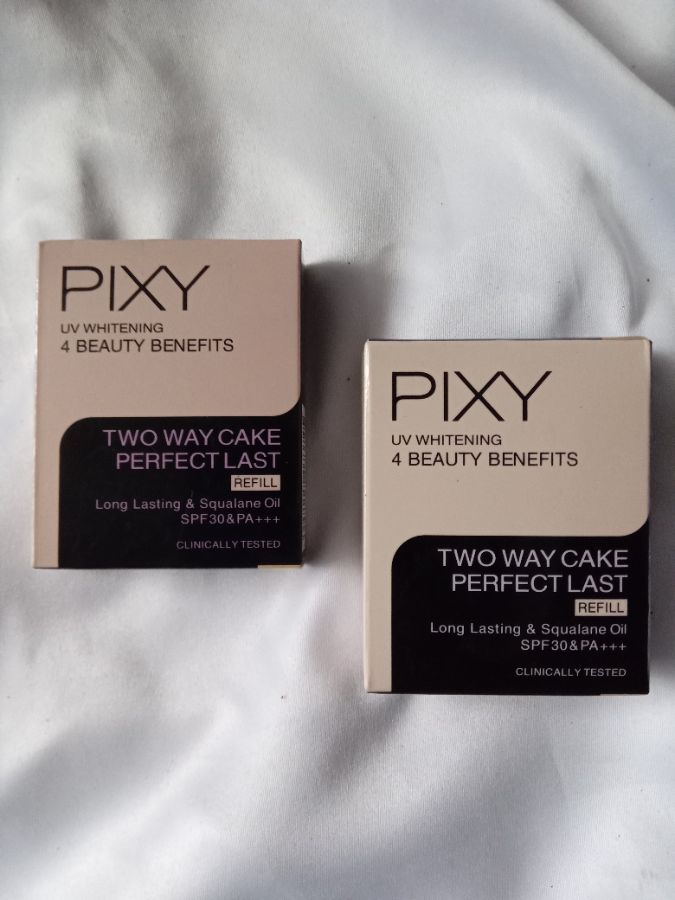 PIXY
UV WHITENING
4 BEAUTY BENEFITS
TWO WAY CAKE
PERFECT LAST
REFILL
Long Lasting & Squalane Oil
SPF30&PA+++
CLINICALLY TESTED
PIXY
UV WHITENING
4 BEAUTY BENEFITS
TWO WAY CAKE
PERFECT LAST
REFILL
Long Lasting & Squalane Oil
SPF30&PA+++
CLINICALLY TESTED